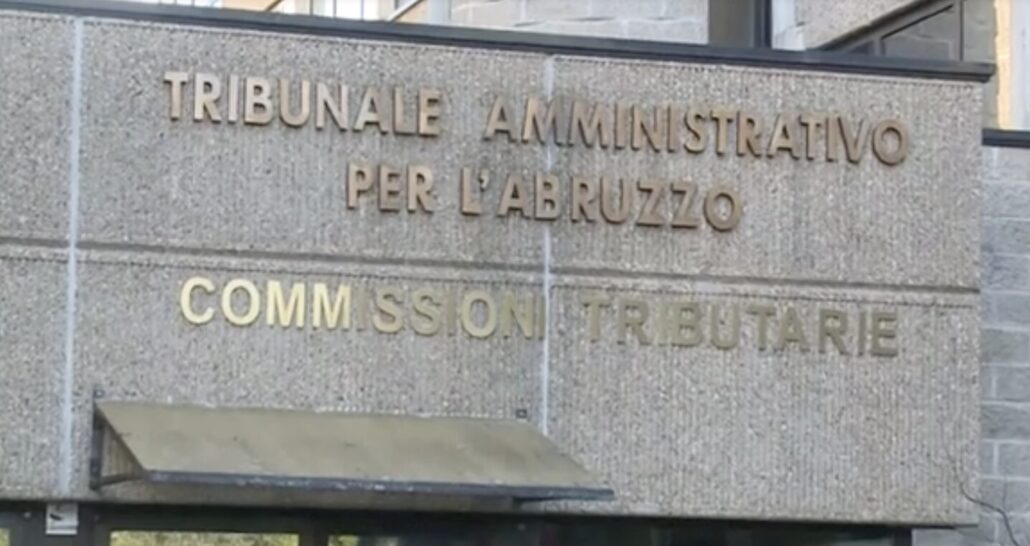 TRIBUNALE AMMINISTRATIVO
PER L'ABRUZZO
COMMISSIONI TRIBUTARIE